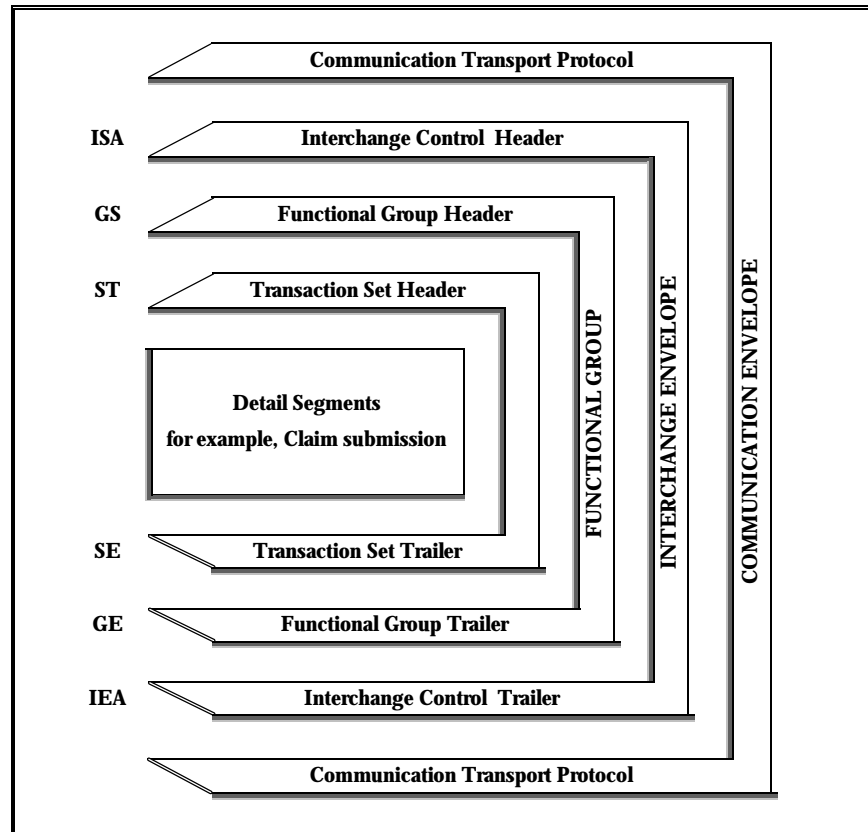 Communication Transport Protocol
ISA Interchange Control Header
GS Functional Group Header
ST Transaction Set Header
Detail Segments
for example, Claim submission
SE Transaction Set Trailer
GE Functional Group Trailer
IEA Interchange Control Trailer
Communication Transport Protocol
FUNCTIONAL GROUP
INTERCHANGE ENVELOPE
COMMUNICATION ENVELOPE